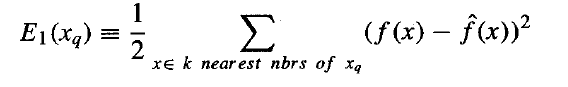 E₁(x_q) ≡ 1/2 ∑ (f(x) − f̂(x))²
x∈ k nearest nbrs of x_q